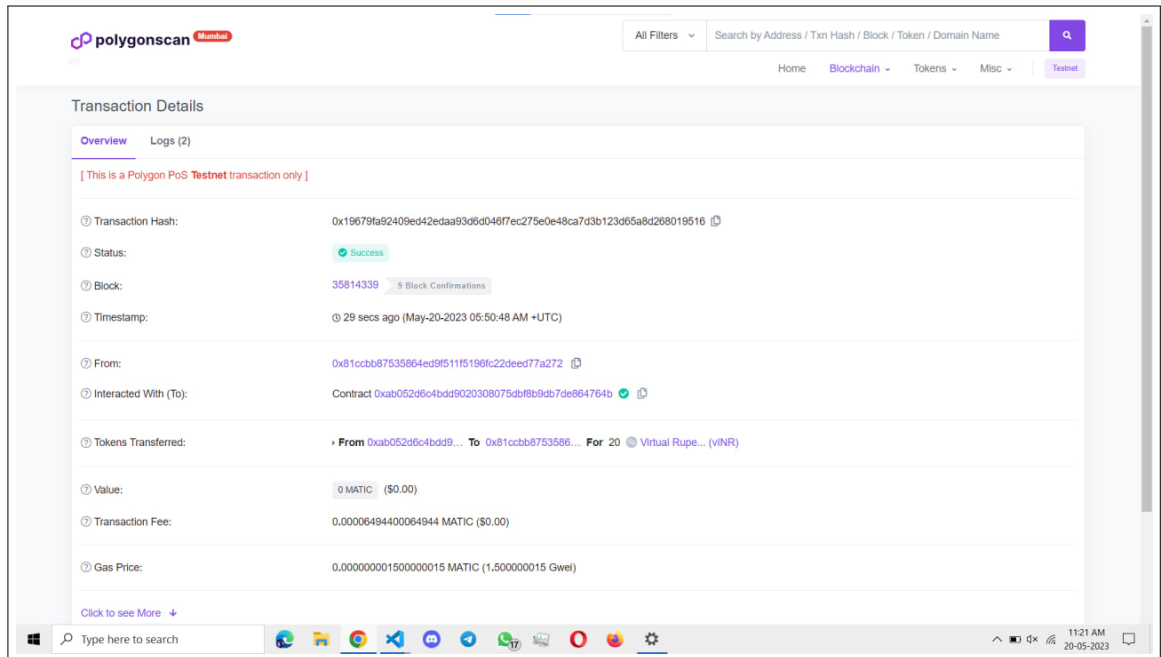 polygonscan Mumbai
All Filters
Search by Address / Txn Hash / Block / Token / Domain Name
Home Blockchain Tokens Misc Testnet
Transaction Details
Overview Logs (2)
[ This is a Polygon PoS Testnet transaction only ]
Transaction Hash: 0x19679fa92409ed42edaa93d6d046f7ec275e0e48ca7d3b123d65a8d268019516
Status: Success
Block: 35814339 9 Block Confirmations
Timestamp: 29 secs ago (May-20-2023 05:50:48 AM +UTC)
From: 0x81ccbb87535864ed9f511f5196fc22deed77a272
Interacted With (To): Contract 0xab052d6c4bdd9020308075dbf8b9db7de864764b
Tokens Transferred: From 0xab052d6c4bdd9... To 0x81ccbb8753586... For 20 Virtual Rupe... (vINR)
Value: 0 MATIC ($0.00)
Transaction Fee: 0.00006494400064944 MATIC ($0.00)
Gas Price: 0.000000001500000015 MATIC (1.500000015 Gwei)
Click to see More
Type here to search
17
11:21 AM
20-05-2023